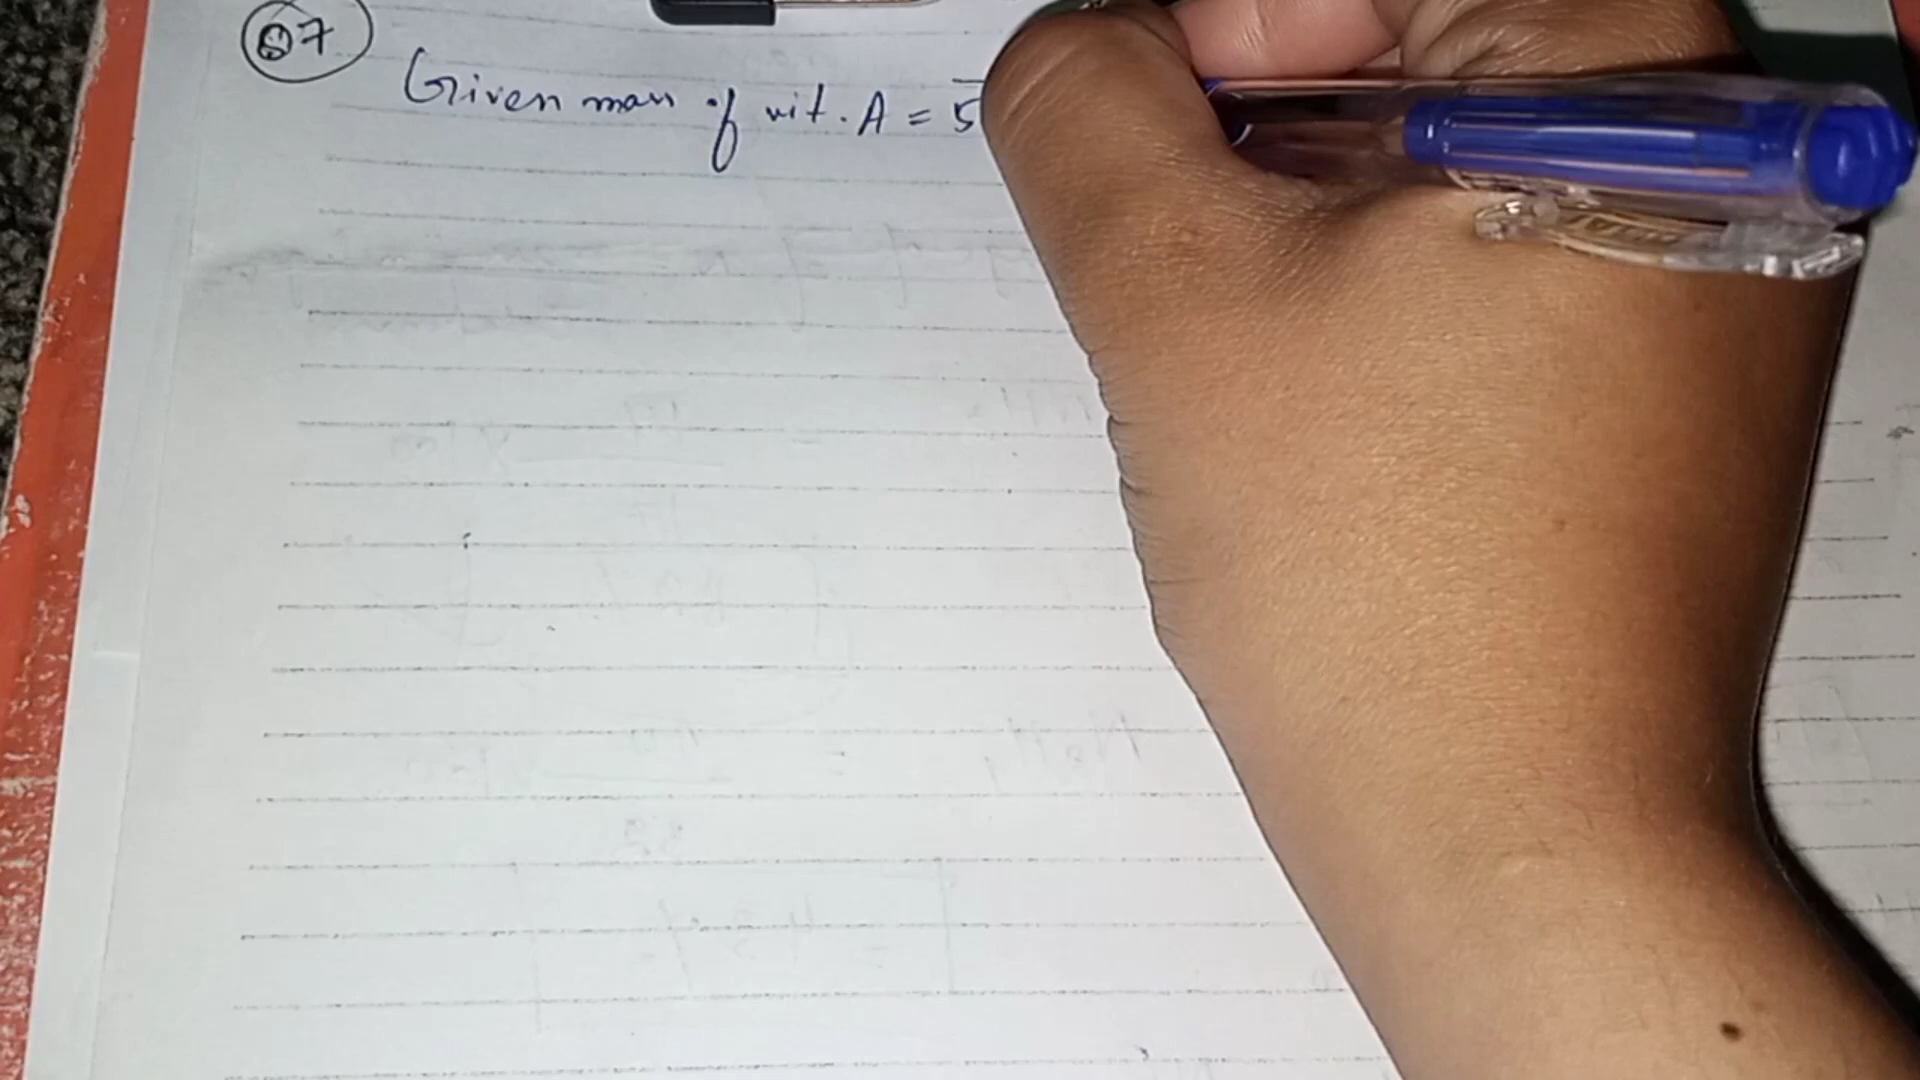 Q7
Given mass of vit. A = 5